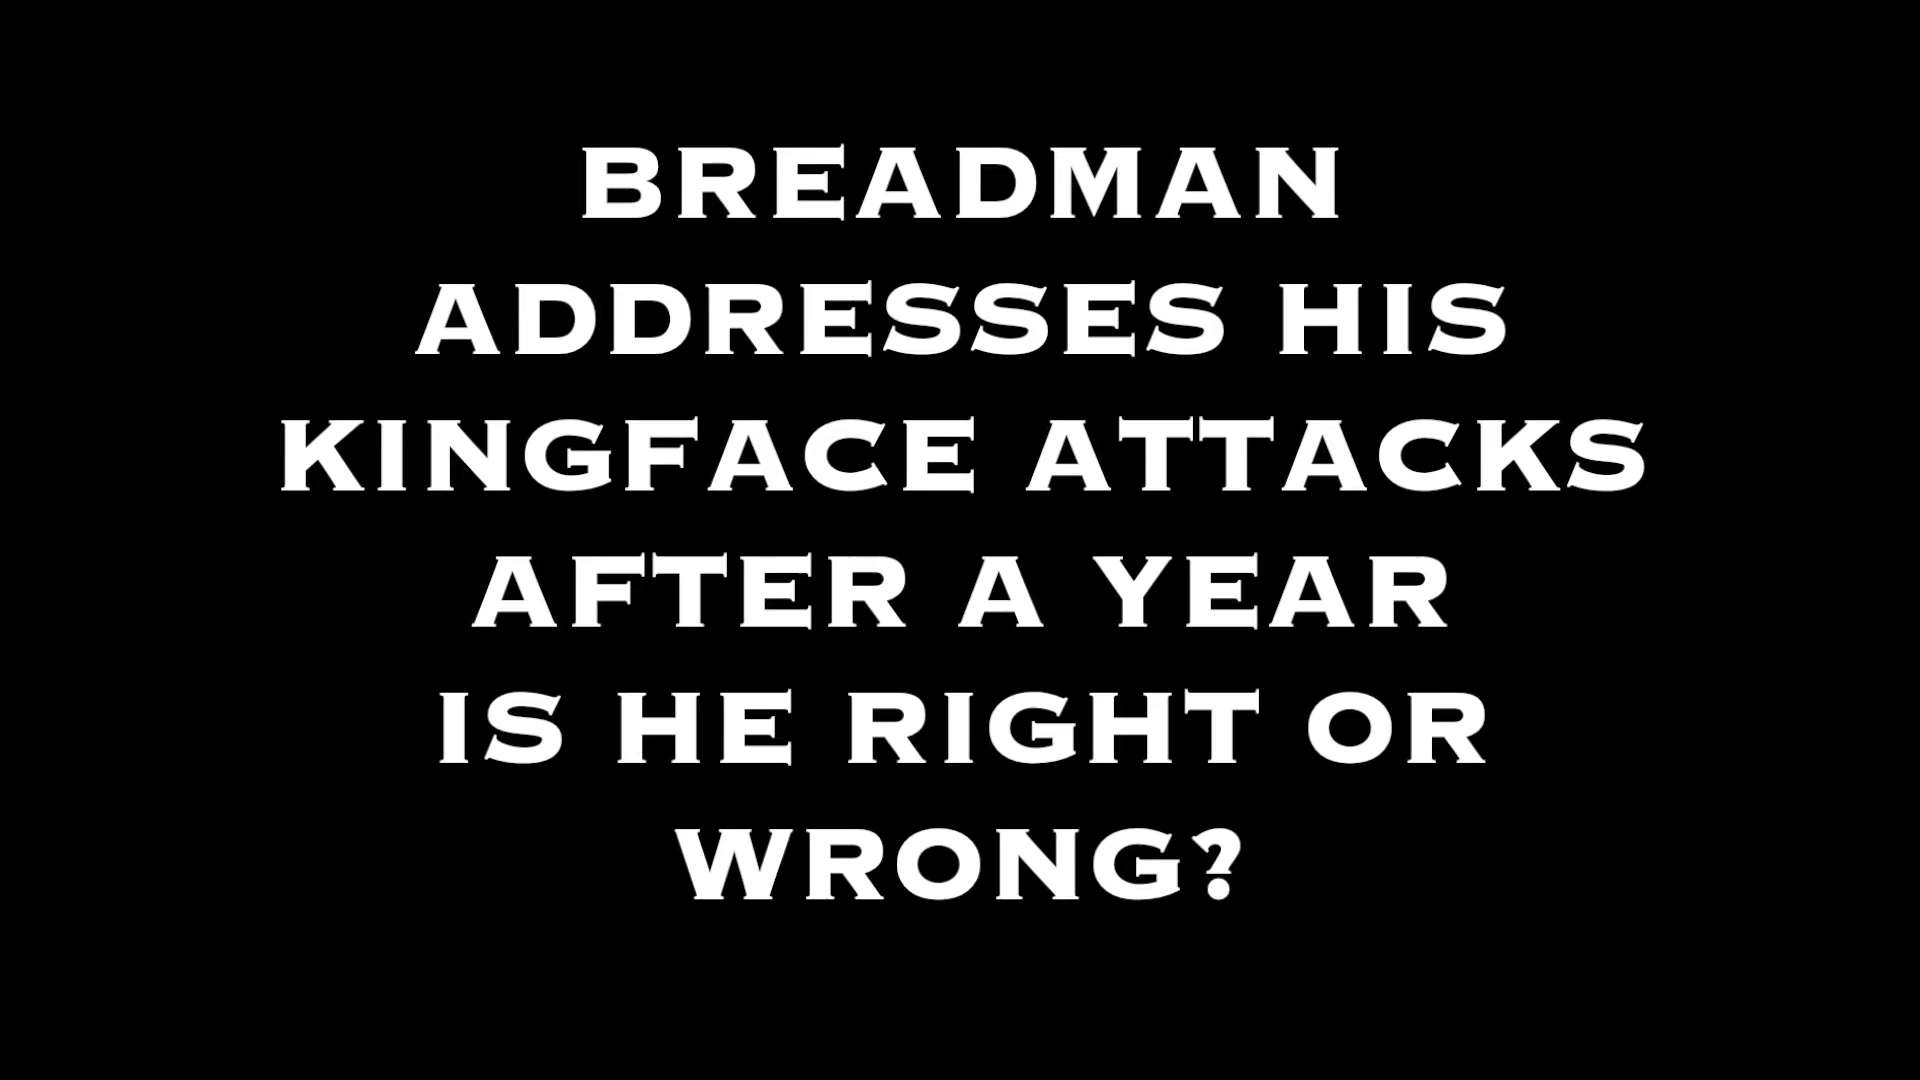 BREADMAN
ADDRESSES HIS
KINGFACE ATTACKS
AFTER A YEAR
IS HE RIGHT OR
WRONG?